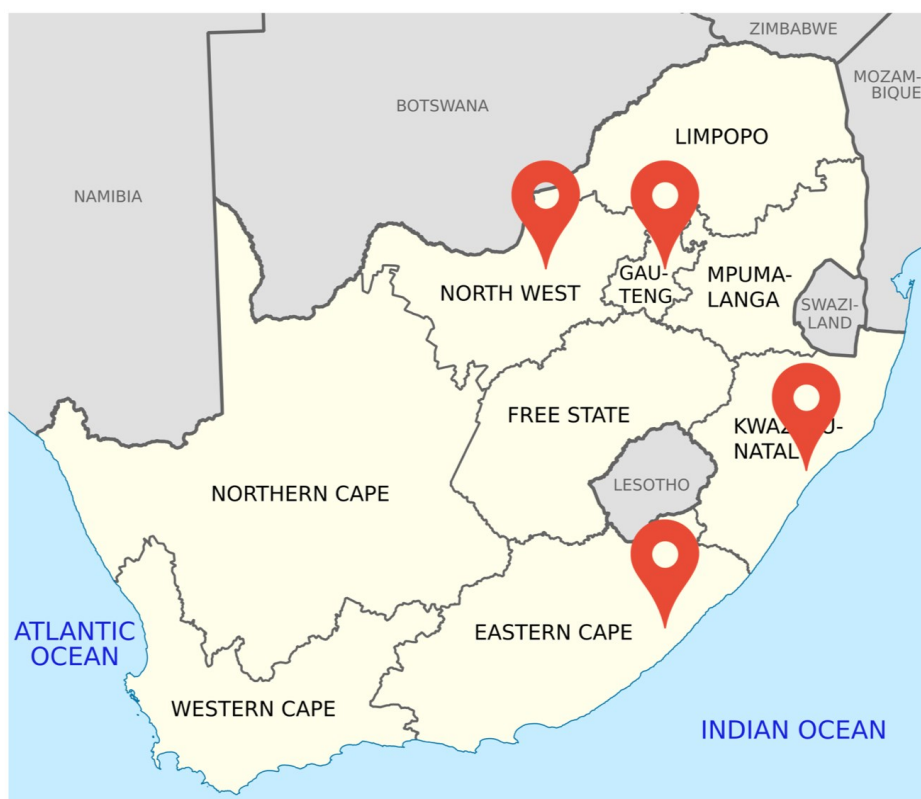 ZIMBABWE
MOZAM-
BIQUE
BOTSWANA
LIMPOPO
NAMIBIA
GAU-
TENG
MPUMA-
LANGA
NORTH WEST
SWAZI-
LAND
FREE STATE
NATAL
LESOTHO
NORTHERN CAPE
ATLANTIC
OCEAN
EASTERN CAPE
WESTERN CAPE
INDIAN OCEAN